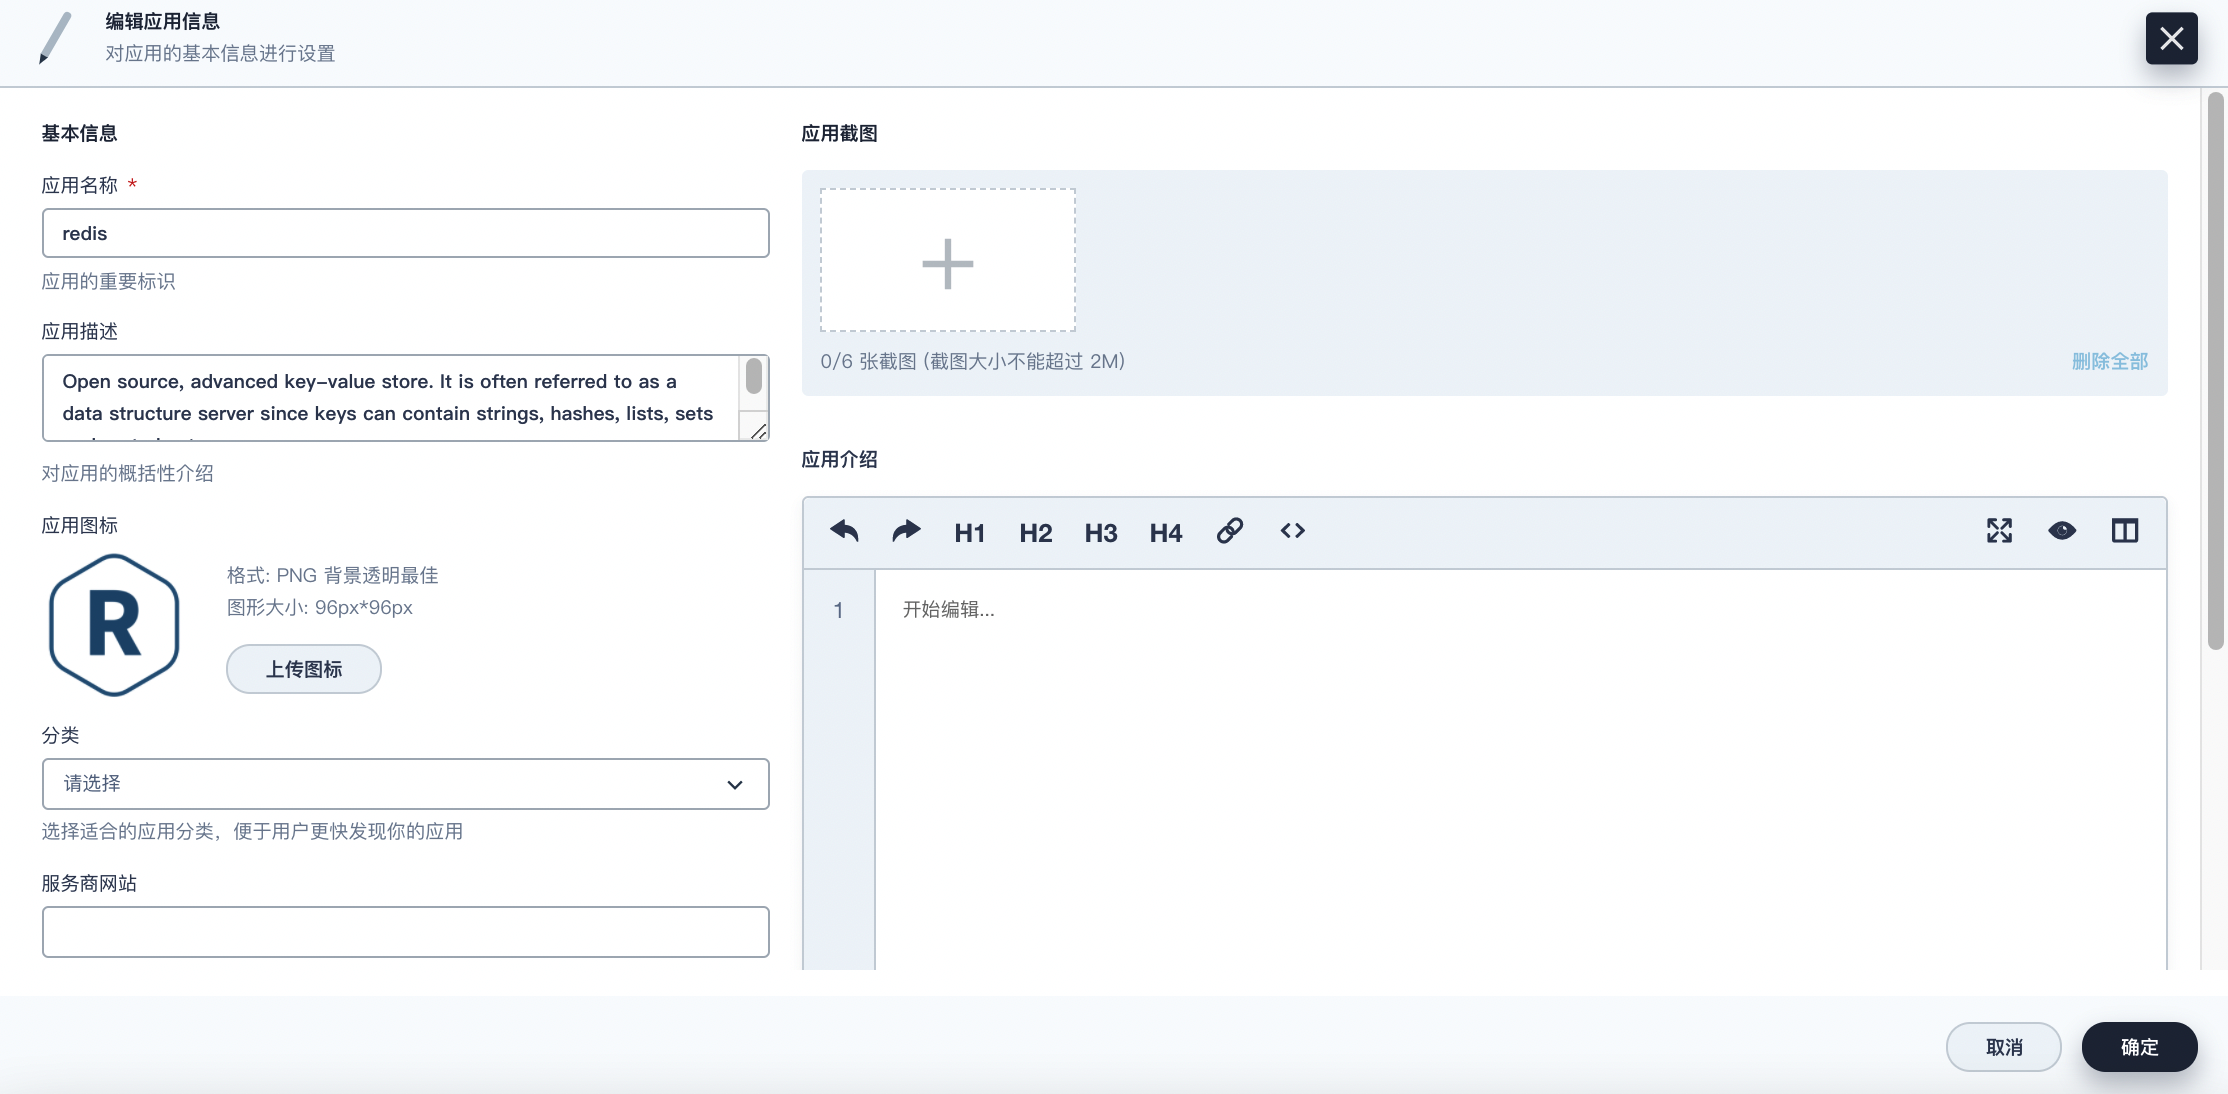 编辑应用信息
对应用的基本信息进行设置
基本信息
应用名称 *
redis
应用的重要标识
应用描述
Open source, advanced key-value store. It is often referred to as a
data structure server since keys can contain strings, hashes, lists, sets
对应用的概括性介绍
应用图标
R
格式: PNG 背景透明最佳
图形大小: 96px*96px
上传图标
分类
请选择
选择适合的应用分类，便于用户更快发现你的应用
服务商网站
应用截图
0/6 张截图 (截图大小不能超过 2M)
删除全部
应用介绍
H1 H2 H3 H4
1
开始编辑...
取消
确定